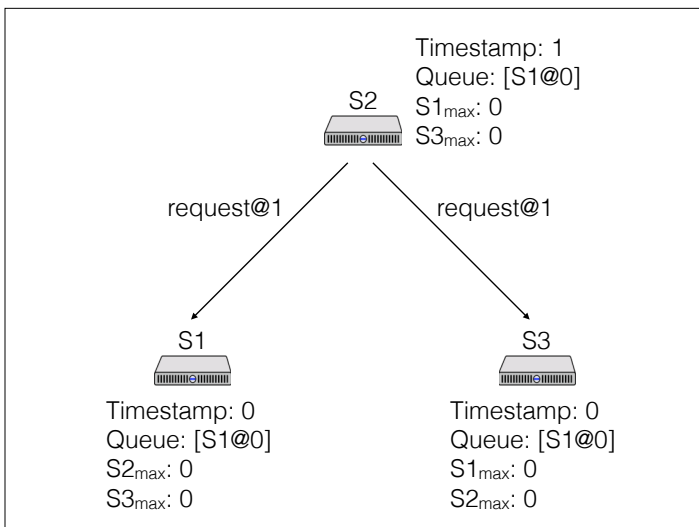 Timestamp: 1
Queue: [S1@0]
S2
S1max: 0
S3max: 0
request@1
request@1
S1
S3
Timestamp: 0
Queue: [S1@0]
S2max: 0
S3max: 0
Timestamp: 0
Queue: [S1@0]
S1max: 0
S2max: 0